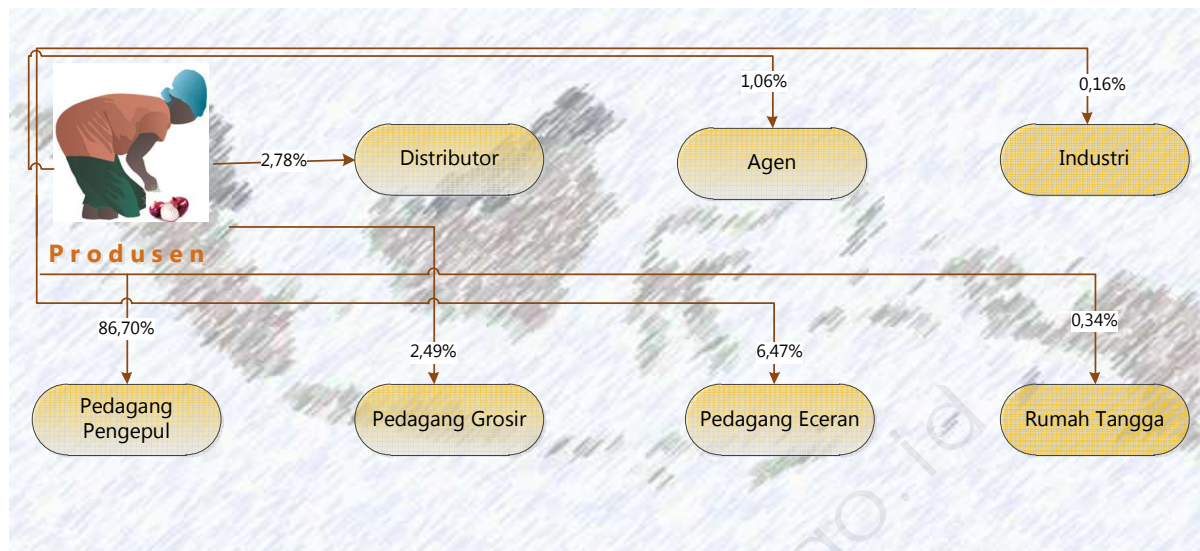 1,06%
0,16%
2,78%
Distributor
Agen
Industri
Produsen
86,70%
2,49%
6,47%
0,34%
Pedagang
Pengepul
Pedagang Grosir
Pedagang Eceran
Rumah Tangga